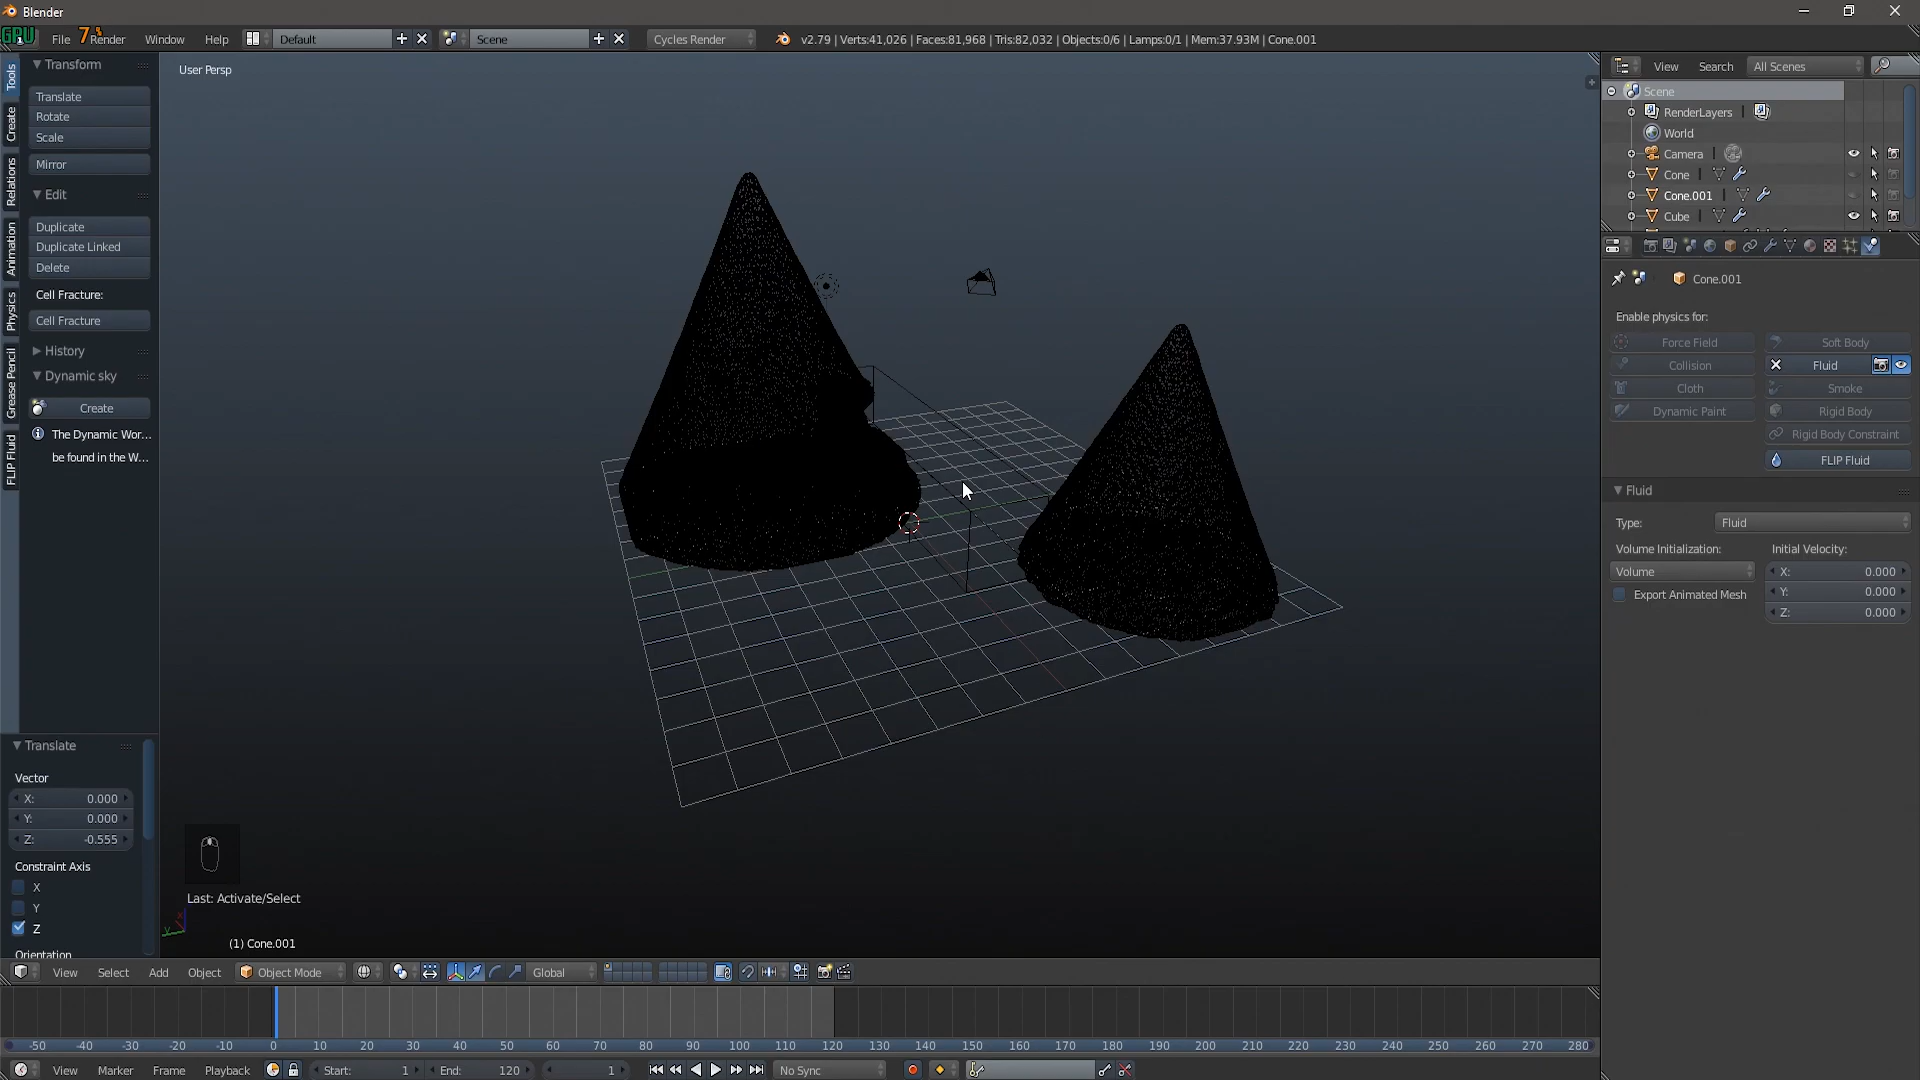 Blender
GPU 7
File Render Window Help Default Scene Cycles Render v2.79 | Verts:41,026 | Faces:81,968 | Tris:82,032 | Objects:0/6 | Lamps:0/1 | Mem:37.93M | Cone.001
Tools
Create
Relations
Animation
Physics
Grease Pencil
FLIP Fluid
Transform
Translate
Rotate
Scale
Mirror
Edit
Duplicate
Duplicate Linked
Delete
Cell Fracture:
Cell Fracture
History
Dynamic sky
Create
The Dynamic Wor...
be found in the W...
Translate
Vector
X: 0.000
Y: 0.000
Z: -0.555
Constraint Axis
X
Y
Z
Orientation
User Persp
Last: Activate/Select
(1) Cone.001
View Search All Scenes
Scene
RenderLayers
World
Camera
Cone
Cone.001
Cube
Cone.001
Enable physics for:
Force Field Soft Body
Collision Fluid
Cloth Smoke
Dynamic Paint Rigid Body
Rigid Body Constraint
FLIP Fluid
Fluid
Type: Fluid
Volume Initialization: Initial Velocity:
Volume X: 0.000
Export Animated Mesh Y: 0.000
Z: 0.000
View Select Add Object Object Mode Global
-50 -40 -30 -20 -10 0 10 20 30 40 50 60 70 80 90 100 110 120 130 140 150 160 170 180 190 200 210 220 230 240 250 260 270 280
View Marker Frame Playback Start: 1 End: 120 1 No Sync